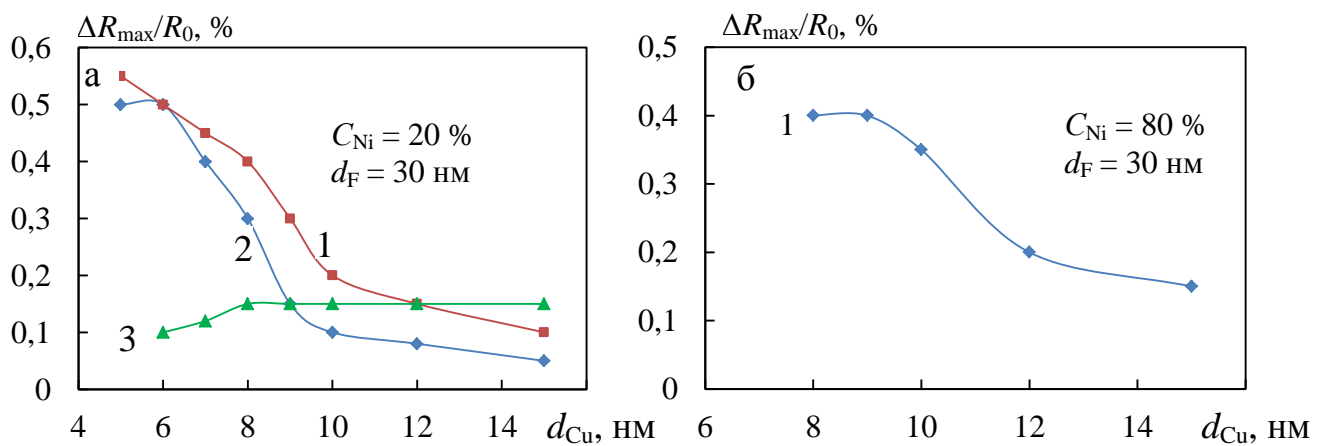 ΔRmax/R0, %
0,6
0,5
0,4
0,3
0,2
0,1
0
а
CNi = 20 %
dF = 30 нм
1
2
3
4 6 8 10 12 14 dCu, нм
ΔRmax/R0, %
0,5
0,4
0,3
0,2
0,1
0
б
CNi = 80 %
dF = 30 нм
1
6 8 10 12 14 dCu, нм